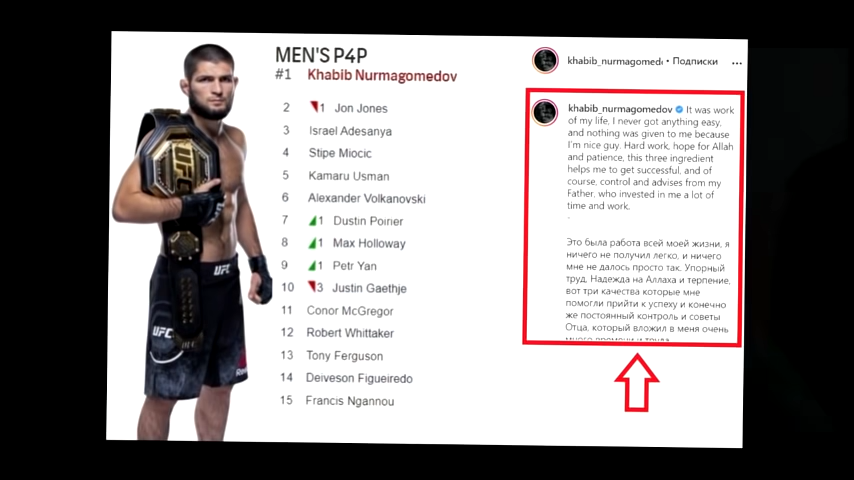 MEN'S P4P
#1 Khabib Nurmagomedov
2 1 Jon Jones
3 Israel Adesanya
4 Stipe Miocic
5 Kamaru Usman
6 Alexander Volkanovski
7 1 Dustin Poirier
8 1 Max Holloway
9 1 Petr Yan
10 3 Justin Gaethje
11 Conor McGregor
12 Robert Whittaker
13 Tony Ferguson
14 Deiveson Figueiredo
15 Francis Ngannou
UFC
UFC
UFC
khabib_nurmagomed • Подписки ...
khabib_nurmagomedov It was work
of my life, I never got anything easy,
and nothing was given to me because
I'm nice guy. Hard work, hope for Allah
and patience, this three ingredient
helps me to get successful, and of
course, control and advises from my
Father, who invested in me a lot of
time and work.
-
Это была работа всей моей жизни, я
ничего не получил легко, и ничего
мне не далось просто так. Упорный
труд, Надежда на Аллаха и терпение,
вот три качества которые мне
помогли прийти к успеху и конечно
же постоянный контроль и советы
Отца, который вложил в меня очень
много времени и труда